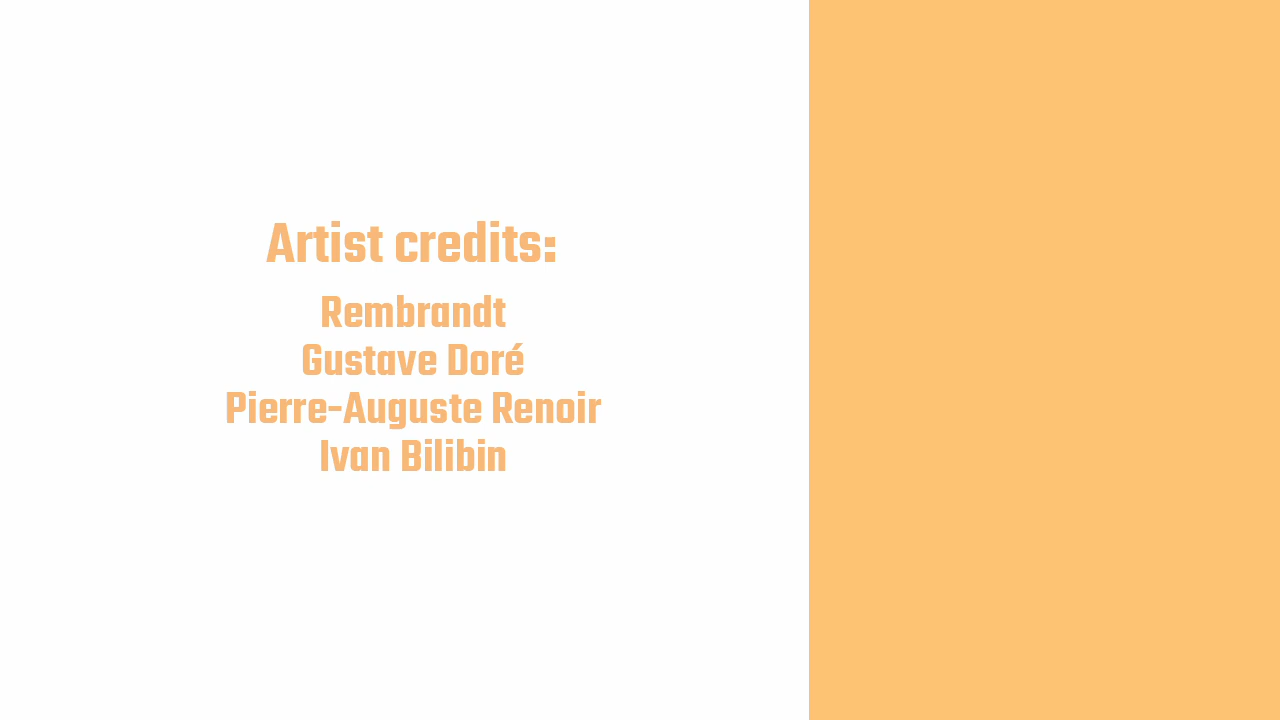 Artist credits:
Rembrandt
Gustave Doré
Pierre-Auguste Renoir
Ivan Bilibin